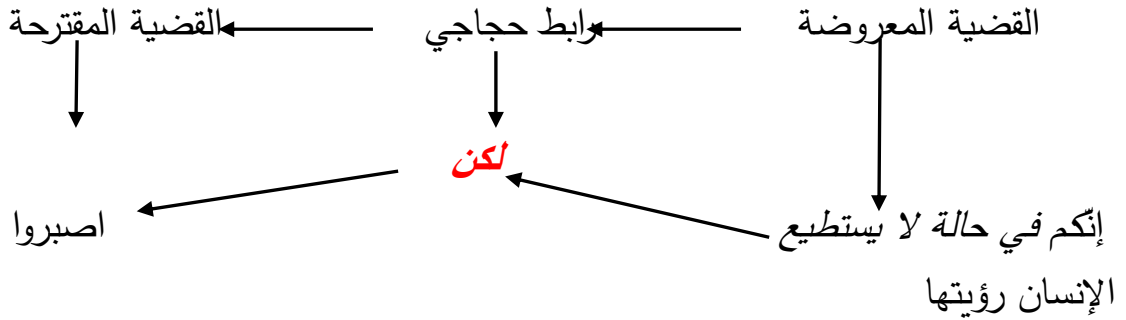 القضية المعروضة رابط حجاجي القضية المقترحة
لكن
إنّكم في حالة لا يستطيع اصبروا
الإنسان رؤيتها